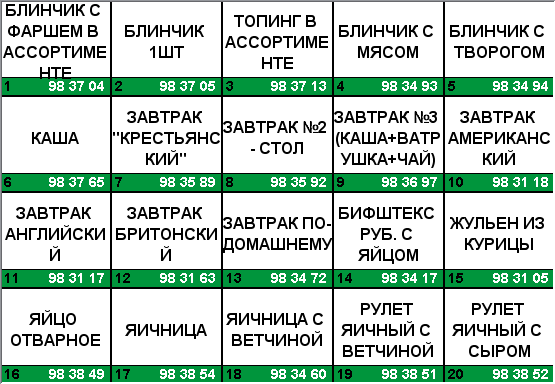 БЛИНЧИК С
ФАРШЕМ В
АССОРТИМЕ
НТЕ
1 98 37 04
БЛИНЧИК
1ШТ
2 98 37 05
ТОПИНГ В
АССОРТИМЕ
НТЕ
3 98 37 13
БЛИНЧИК С
МЯСОМ
4 98 34 93
БЛИНЧИК С
ТВОРОГОМ
5 98 34 94
КАША
6 98 37 65
ЗАВТРАК
"КРЕСТЬЯНС
КИЙ"
7 98 35 89
ЗАВТРАК №2
- СТОЛ
8 98 35 92
ЗАВТРАК №3
(КАША+ВАТР
УШКА+ЧАЙ)
9 98 36 97
ЗАВТРАК
АМЕРИКАНС
КИЙ
10 98 31 18
ЗАВТРАК
АНГЛИЙСКИ
Й
11 98 31 17
ЗАВТРАК
БРИТОНСКИ
Й
12 98 31 63
ЗАВТРАК ПО-
ДОМАШНЕМУ
13 98 34 72
БИФШТЕКС
РУБ. С
ЯЙЦОМ
14 98 34 17
ЖУЛЬЕН ИЗ
КУРИЦЫ
15 98 31 05
ЯЙЦО
ОТВАРНОЕ
16 98 38 49
ЯИЧНИЦА
17 98 38 54
ЯИЧНИЦА С
ВЕТЧИНОЙ
18 98 34 60
РУЛЕТ
ЯИЧНЫЙ С
ВЕТЧИНОЙ
19 98 38 51
РУЛЕТ
ЯИЧНЫЙ С
СЫРОМ
20 98 38 52